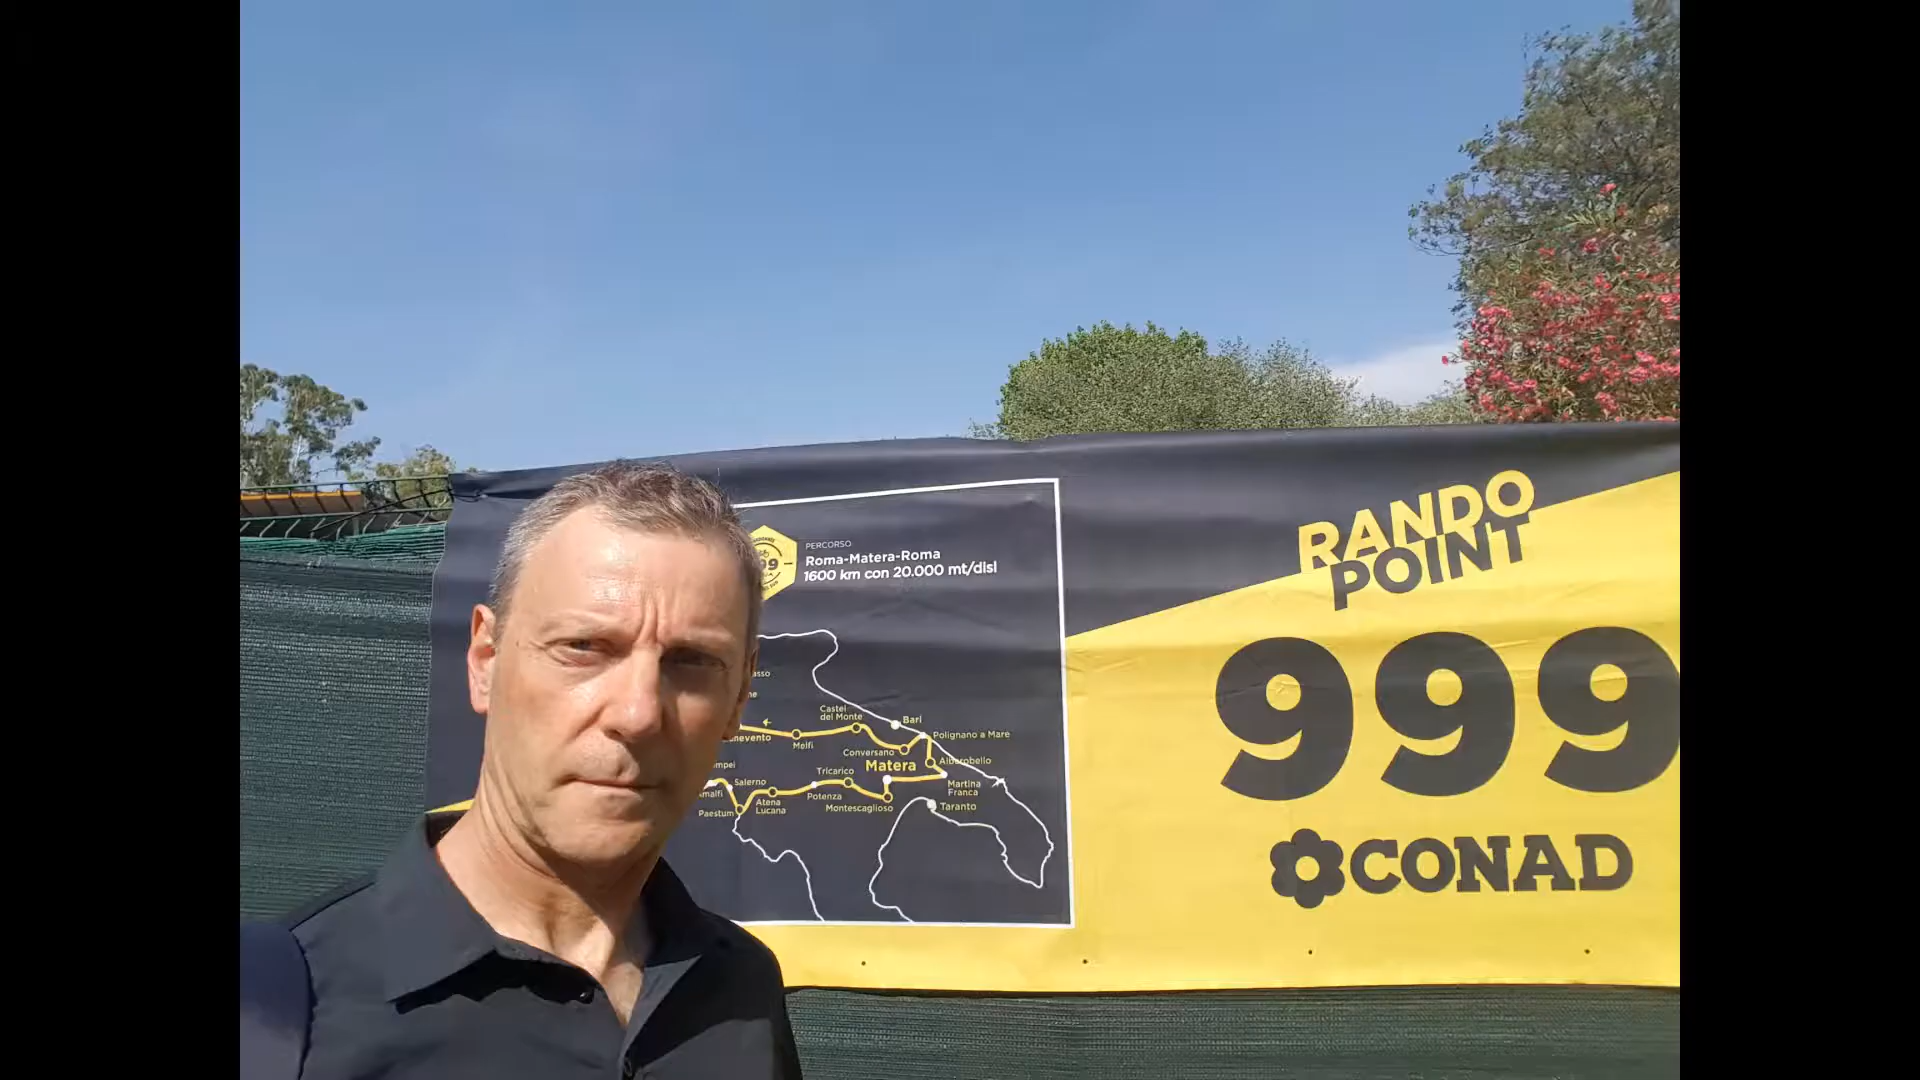 PERCORSO
Roma-Matera-Roma
1600 km con 20.000 mt/disl
RANDO
POINT
999
CONAD
Castel
del Monte
Bari
Polignano a Mare
Melfi
Conversano
Alberobello
Matera
Martina
Franca
Salerno
Tricarico
Atena
Lucana
Potenza
Montescaglioso
Taranto
Paestum